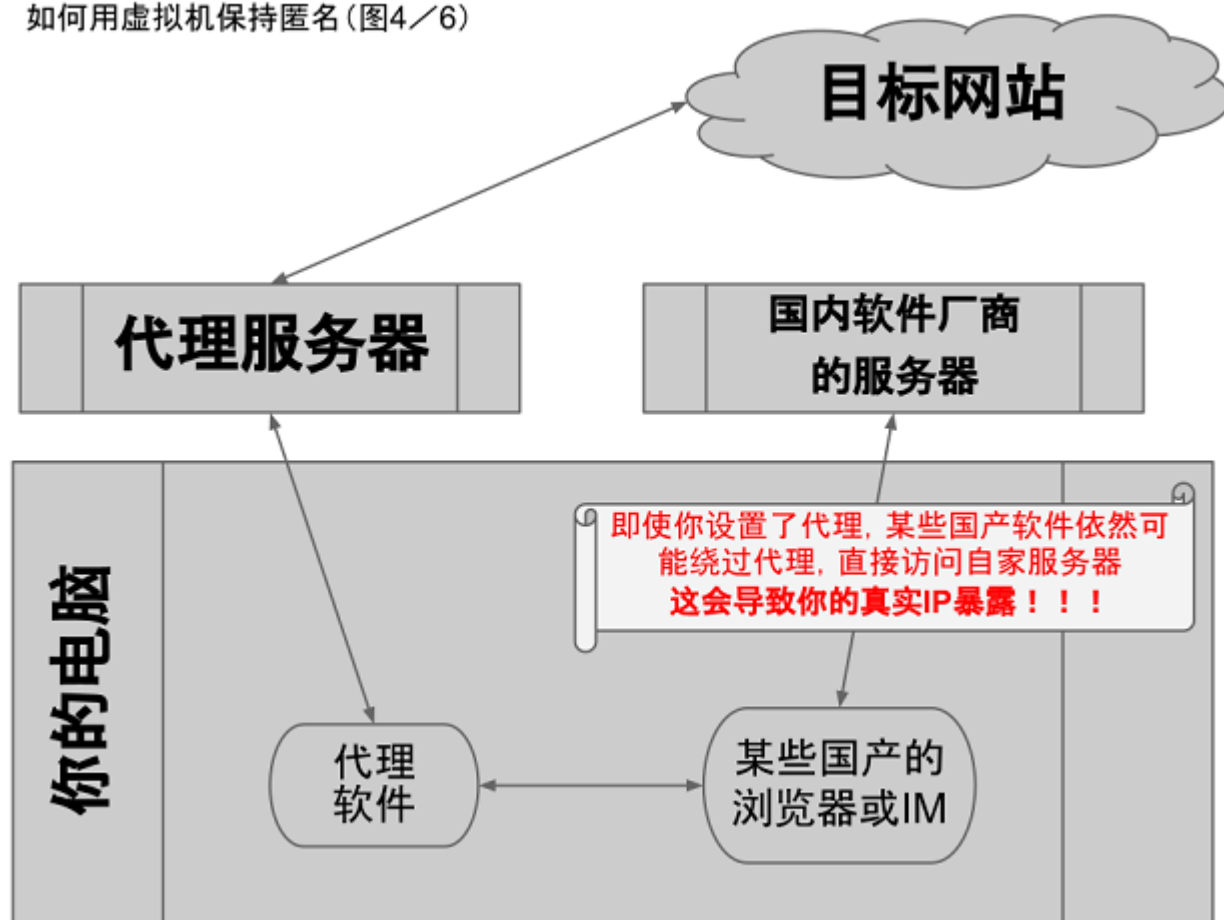 如何用虚拟机保持匿名(图4／6)
目标网站
代理服务器
国内软件厂商
的服务器
即使你设置了代理, 某些国产软件依然可
能绕过代理, 直接访问自家服务器
这会导致你的真实IP暴露！！！
你的电脑
代理
软件
某些国产的
浏览器或IM